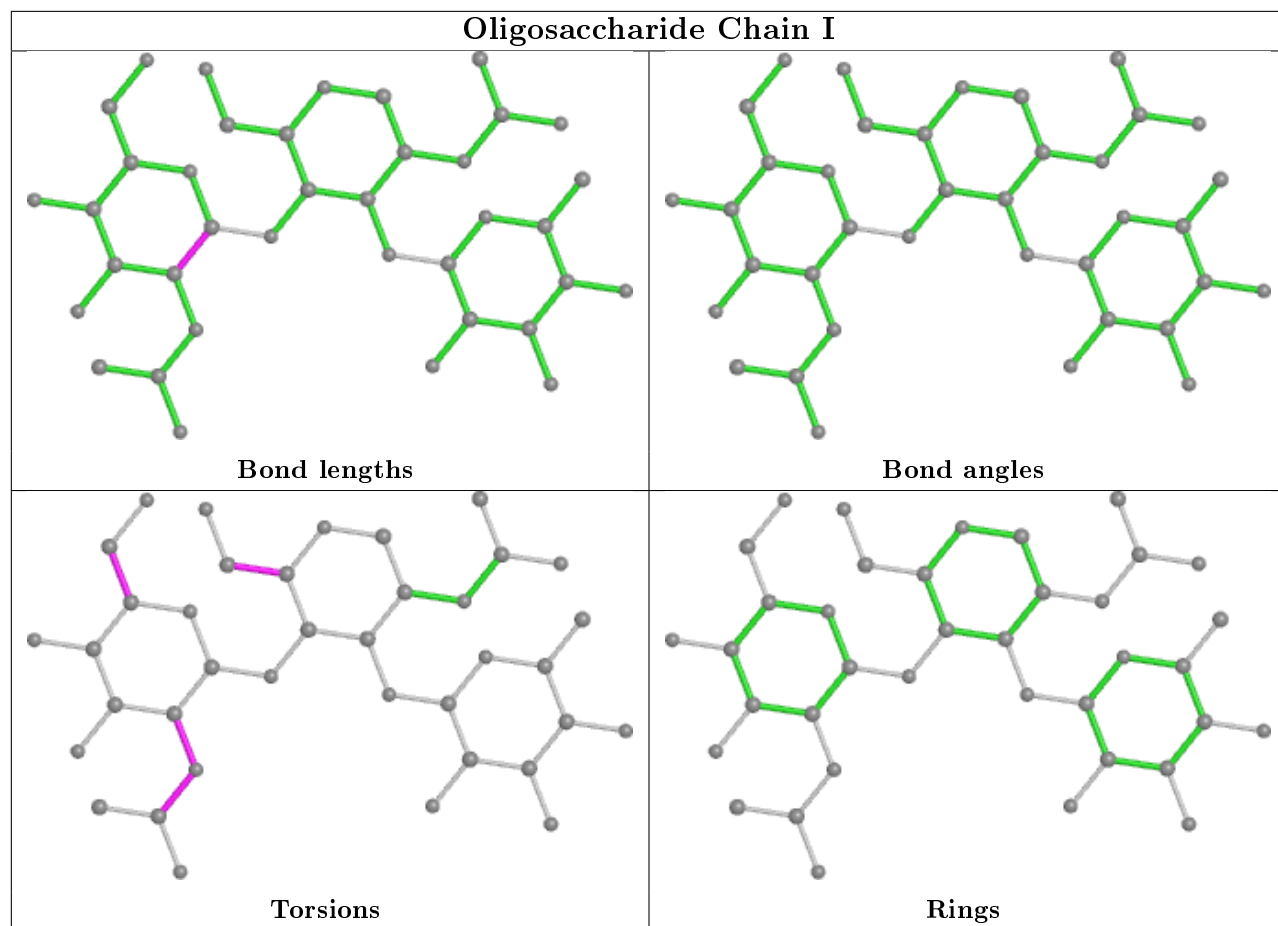 Oligosaccharide Chain I
Bond lengths
Bond angles
Torsions
Rings